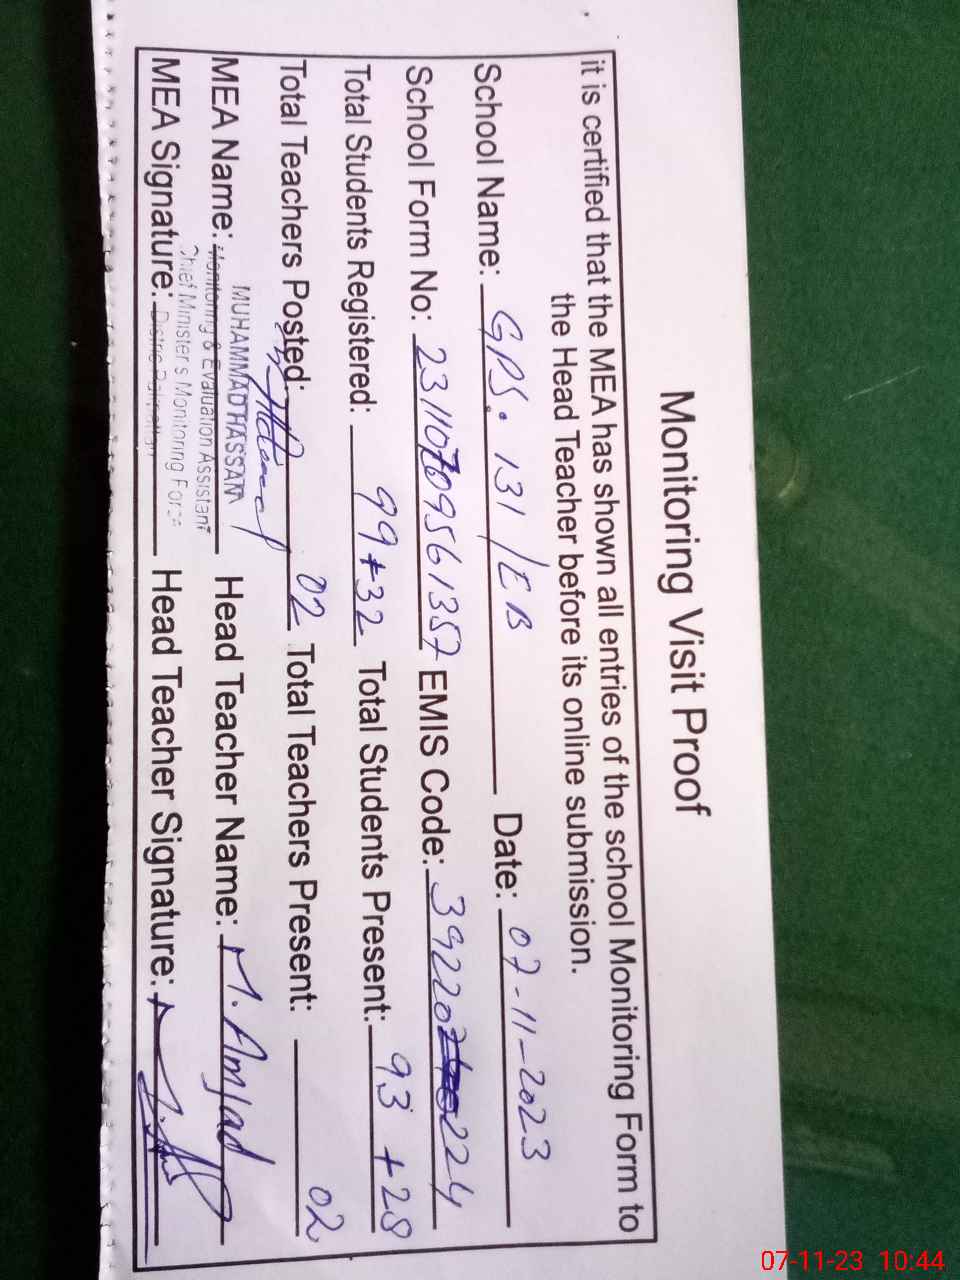 Monitoring Visit Proof
it is certified that the MEA has shown all entries of the school Monitoring Form to
the Head Teacher before its online submission.
School Name: GPS. 131/EB Date: 07-11-2023
School Form No: 23110709561357 EMIS Code: 39220224
Total Students Registered: 99+32 Total Students Present: 93 + 28
Total Teachers Posted: 02 Total Teachers Present: 02
MEA Name: MUHAMMAD HASSAM Head Teacher Name: M. Amjad
Monitoring & Evaluation Assistant
Chief Minister's Monitoring Force
MEA Signature: District Pakpattan Head Teacher Signature:
07-11-23 10:44